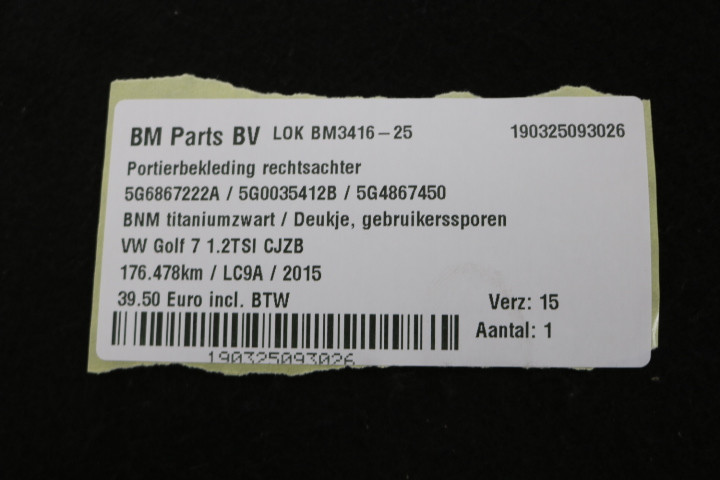 BM Parts BV LOK BM3416-25 190325093026
Portierbekleding rechtsachter
5G6867222A / 5G0035412B / 5G4867450
BNM titaniumzwart / Deukje, gebruikerssporen
VW Golf 7 1.2TSI CJZB
176.478km / LC9A / 2015
39.50 Euro incl. BTW Verz: 15
Aantal: 1
190325093026